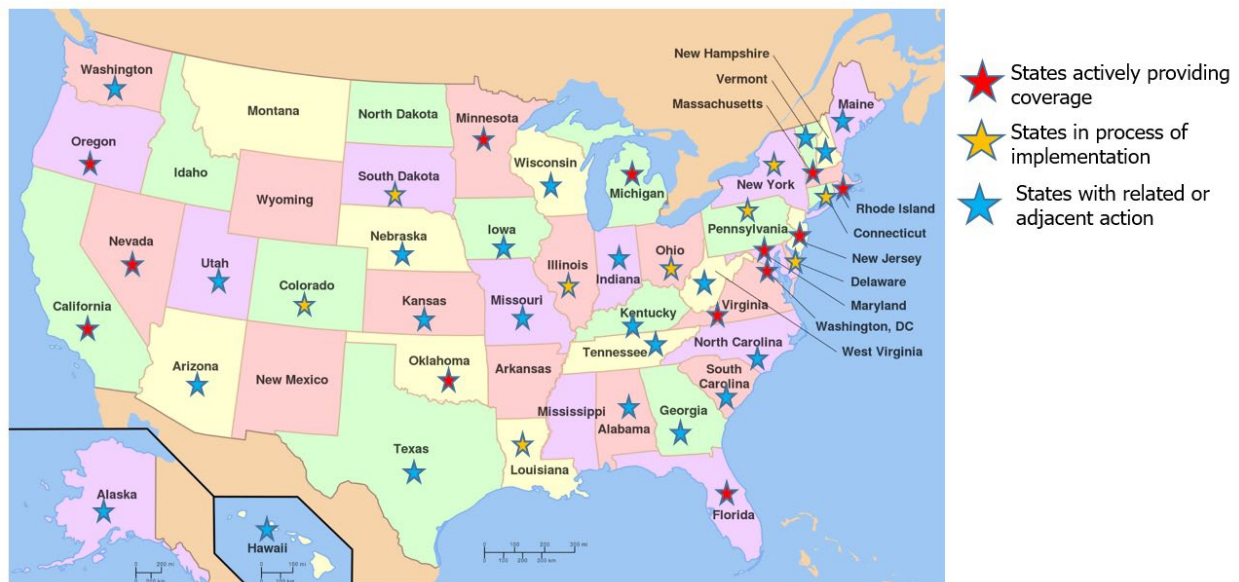 New Hampshire
Vermont
Massachusetts
Washington
Montana
North Dakota
Minnesota
Maine
Oregon
Idaho
Wisconsin
South Dakota
Michigan
New York
Wyoming
Rhode Island
Nevada
Nebraska
Iowa
Pennsylvania
Connecticut
Utah
Colorado
Illinois
Indiana
Ohio
New Jersey
California
Kansas
Missouri
Kentucky
Virginia
Delaware
Maryland
Washington, DC
West Virginia
Tennessee
North Carolina
Arizona
New Mexico
Oklahoma
Arkansas
South
Carolina
Mississippi
Alabama
Georgia
Texas
Louisiana
Alaska
Hawaii
Florida
States actively providing
coverage
States in process of
implementation
States with related or
adjacent action